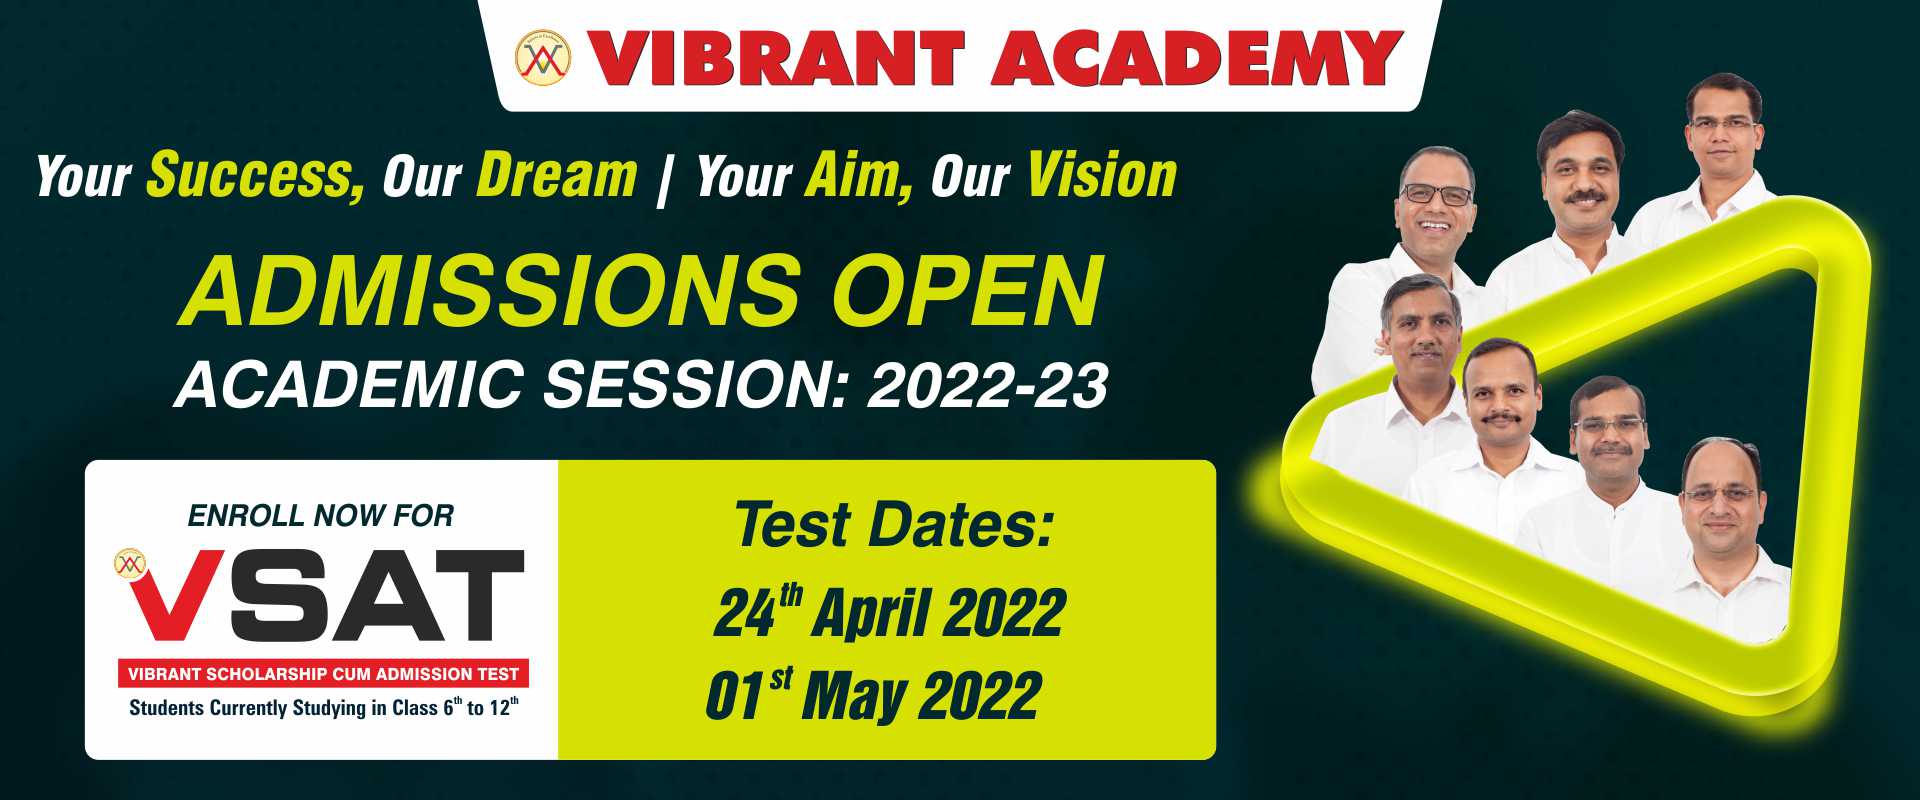 VIBRANT ACADEMY
Your Success, Our Dream | Your Aim, Our Vision
ADMISSIONS OPEN
ACADEMIC SESSION: 2022-23
ENROLL NOW FOR
VSAT
VIBRANT SCHOLARSHIP CUM ADMISSION TEST
Students Currently Studying in Class 6th to 12th
Test Dates:
24th April 2022
01st May 2022